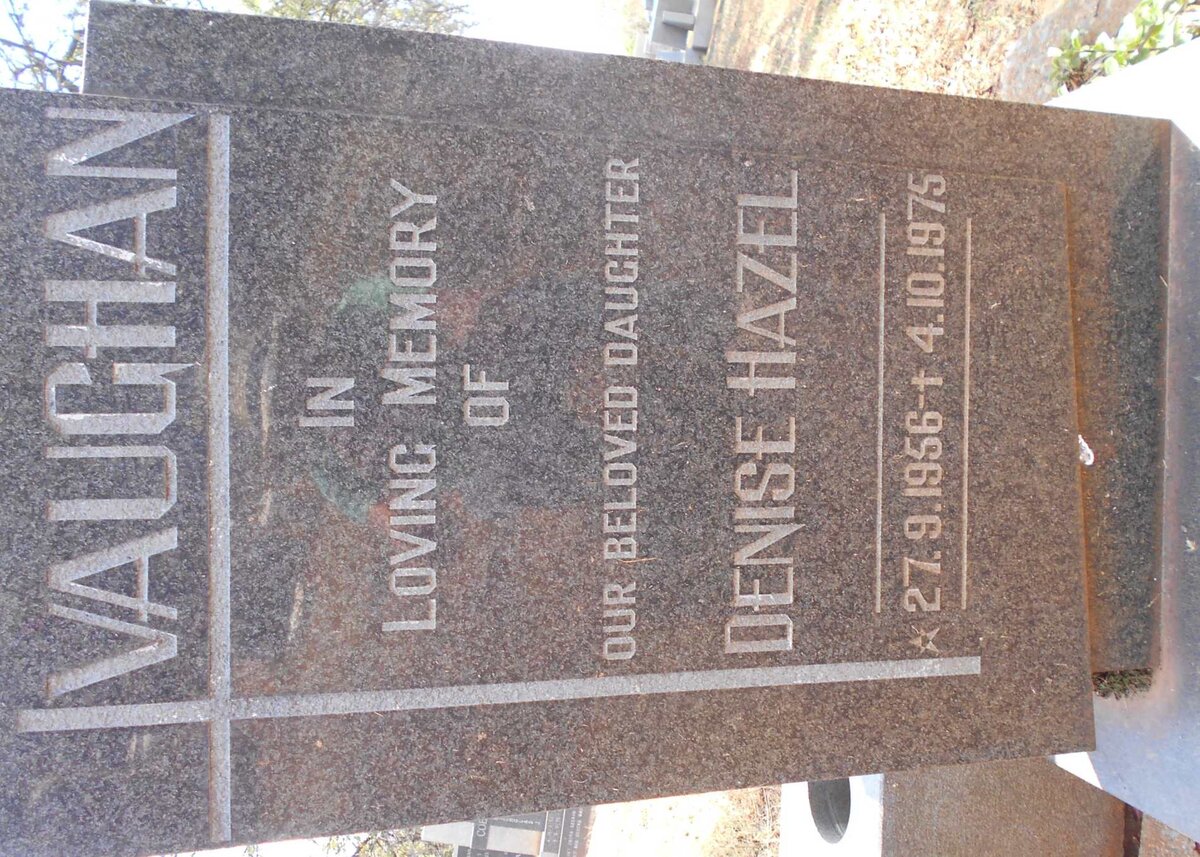 VAUGHAN
IN
LOVING MEMORY
OF
OUR BELOVED DAUGHTER
DENISE HAZEL
☆ 27.9.1956-† 4.10.1975